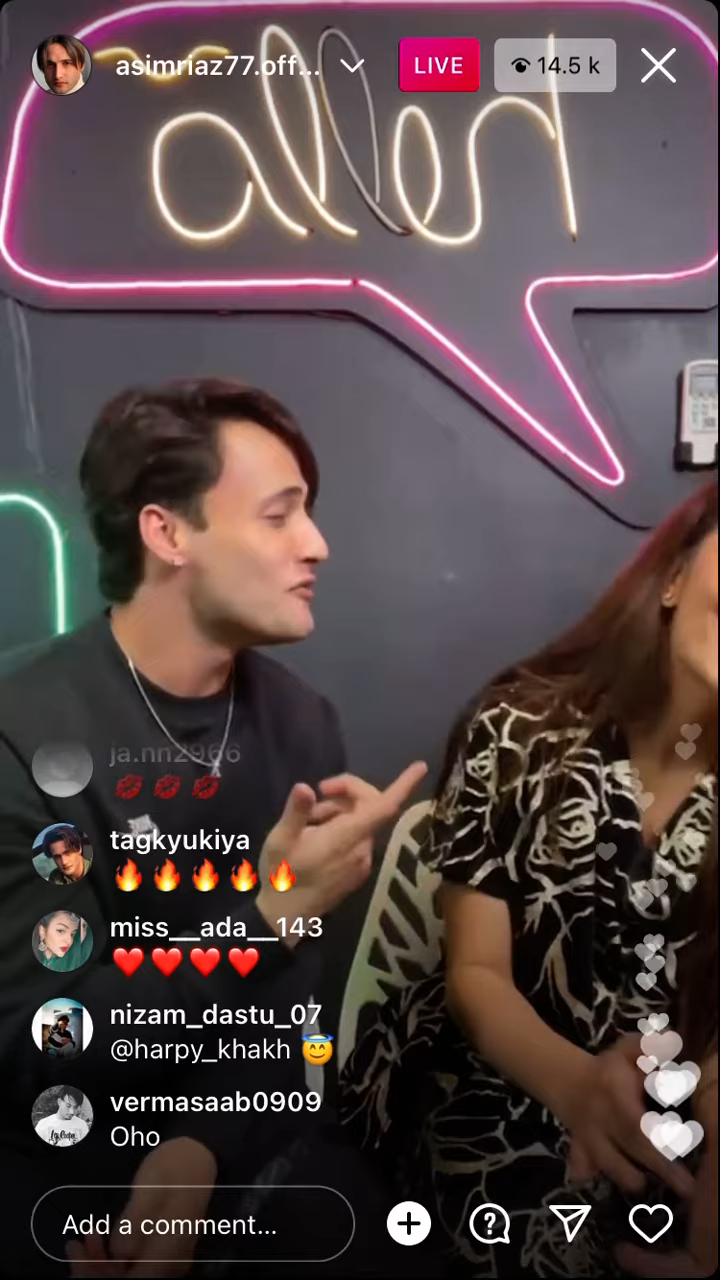 asimriaz77.off...
LIVE
14.5 k
aller
ja.nn2966
💋 💋 💋
tagkyukiya
🔥 🔥 🔥 🔥 🔥
miss__ada__143
❤️ ❤️ ❤️ ❤️
nizam_dastu_07
@harpy_khakh 😇
vermasaab0909
Oho
Add a comment...